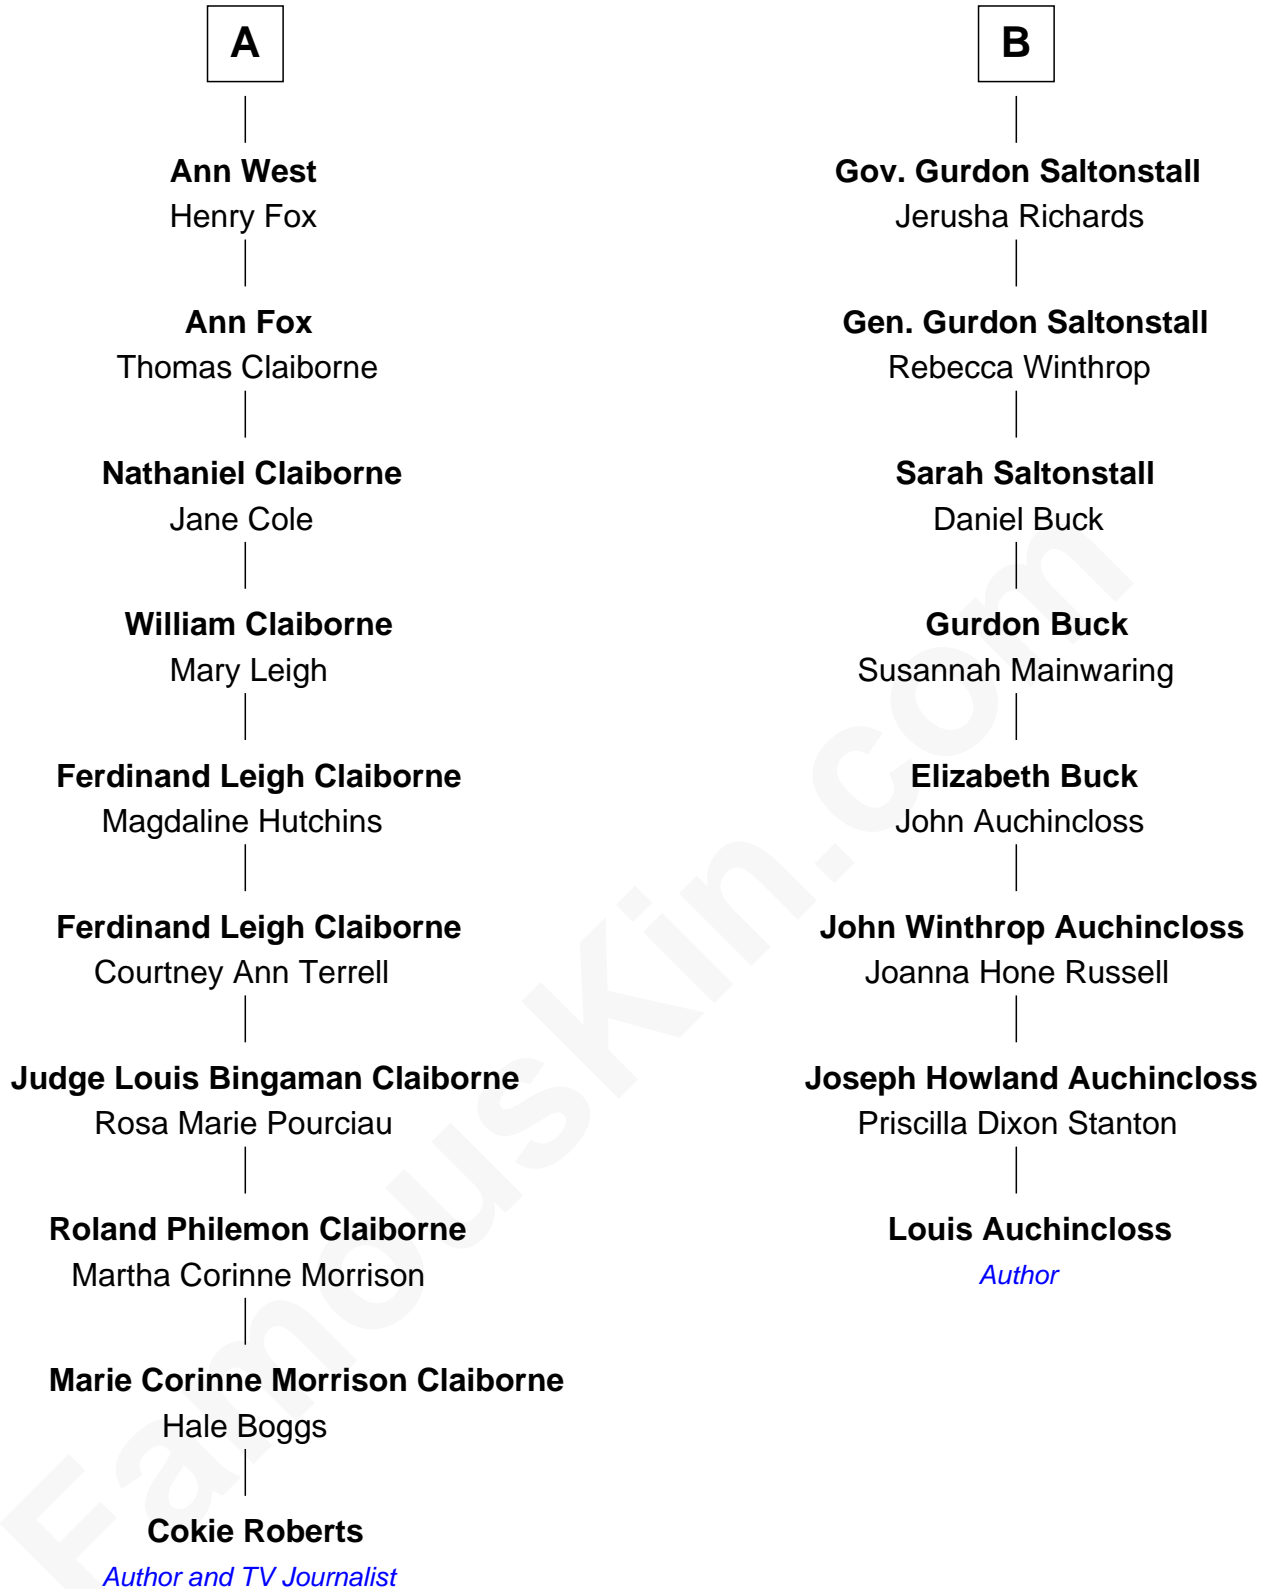 A
Ann West
Henry Fox
Ann Fox
Thomas Claiborne
Nathaniel Claiborne
Jane Cole
William Claiborne
Mary Leigh
Ferdinand Leigh Claiborne
Magdaline Hutchins
Ferdinand Leigh Claiborne
Courtney Ann Terrell
Judge Louis Bingaman Claiborne
Rosa Marie Pourciau
Roland Philemon Claiborne
Martha Corinne Morrison
Marie Corinne Morrison Claiborne
Hale Boggs
Cokie Roberts
Author and TV Journalist
B
Gov. Gurdon Saltonstall
Jerusha Richards
Gen. Gurdon Saltonstall
Rebecca Winthrop
Sarah Saltonstall
Daniel Buck
Gurdon Buck
Susannah Mainwaring
Elizabeth Buck
John Auchincloss
John Winthrop Auchincloss
Joanna Hone Russell
Joseph Howland Auchincloss
Priscilla Dixon Stanton
Louis Auchincloss
Author
FamousKin.com